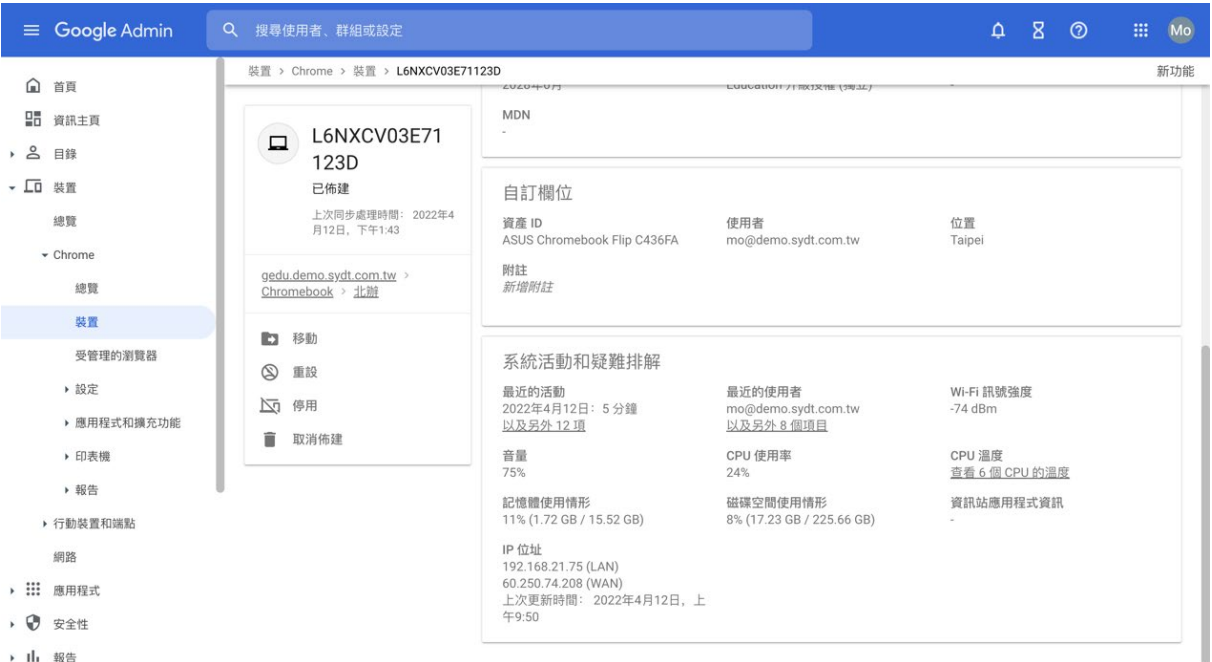 Google Admin
搜尋使用者、群組或設定
Mo
首頁
資訊主頁
目錄
裝置
總覽
Chrome
總覽
裝置
受管理的瀏覽器
設定
應用程式和擴充功能
印表機
報告
行動裝置和端點
網路
應用程式
安全性
報告
裝置 > Chrome > 裝置 > L6NXCV03E71123D
新功能
L6NXCV03E71
123D
已佈建
上次同步處理時間： 2022年4
月12日，下午1:43
gedu.demo.sydt.com.tw >
Chromebook > 北辦
移動
重設
停用
取消佈建
2028年6月
Education 升級授權 (獨立)
-
MDN
-
自訂欄位
資產 ID
ASUS Chromebook Flip C436FA
使用者
mo@demo.sydt.com.tw
位置
Taipei
附註
新增附註
系統活動和疑難排解
最近的活動
2022年4月12日：5 分鐘
以及另外 12 項
最近的使用者
mo@demo.sydt.com.tw
以及另外 8 個項目
Wi-Fi 訊號強度
-74 dBm
音量
75%
CPU 使用率
24%
CPU 溫度
查看 6 個 CPU 的溫度
記憶體使用情形
11% (1.72 GB / 15.52 GB)
磁碟空間使用情形
8% (17.23 GB / 225.66 GB)
資訊站應用程式資訊
-
IP 位址
192.168.21.75 (LAN)
60.250.74.208 (WAN)
上次更新時間： 2022年4月12日，上
午9:50